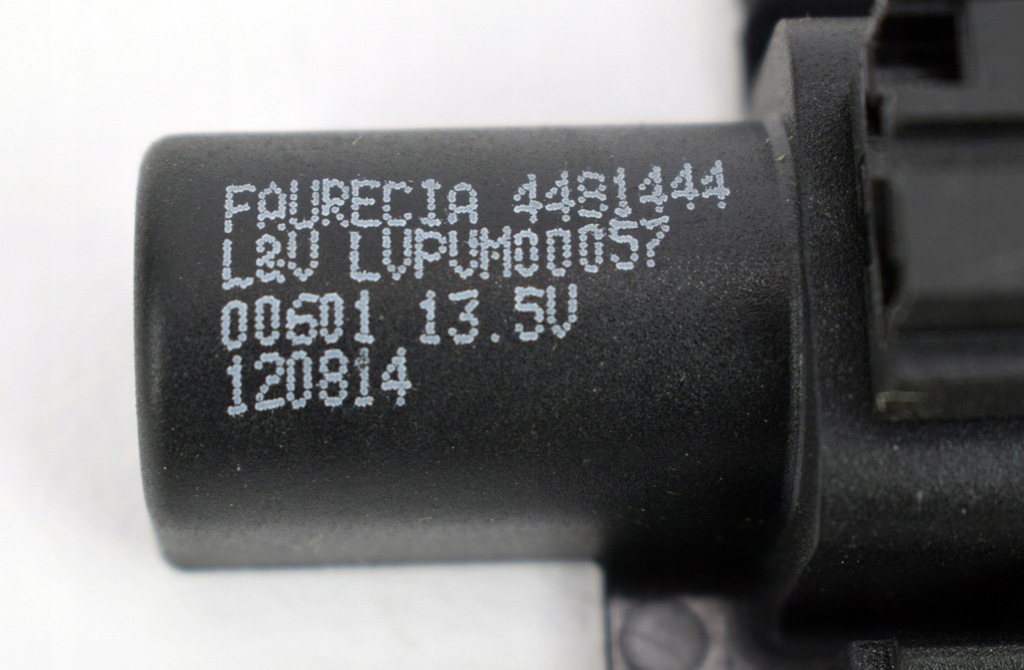 FAURECIA 4481444
L&V LVPVM00057
00601 13.5V
120814